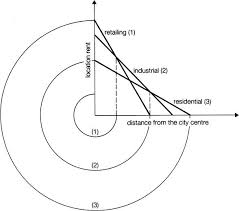 retailing (1)
industrial (2)
location rent
residential (3)
distance from the city centre
(1)
(2)
(3)